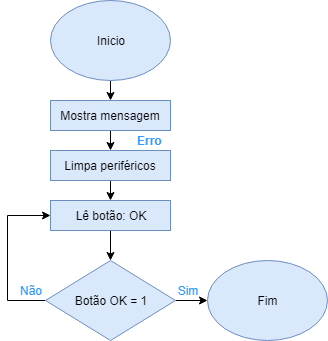 Inicio
Mostra mensagem
Erro
Limpa periféricos
Lê botão: OK
Não
Botão OK = 1
Sim
Fim